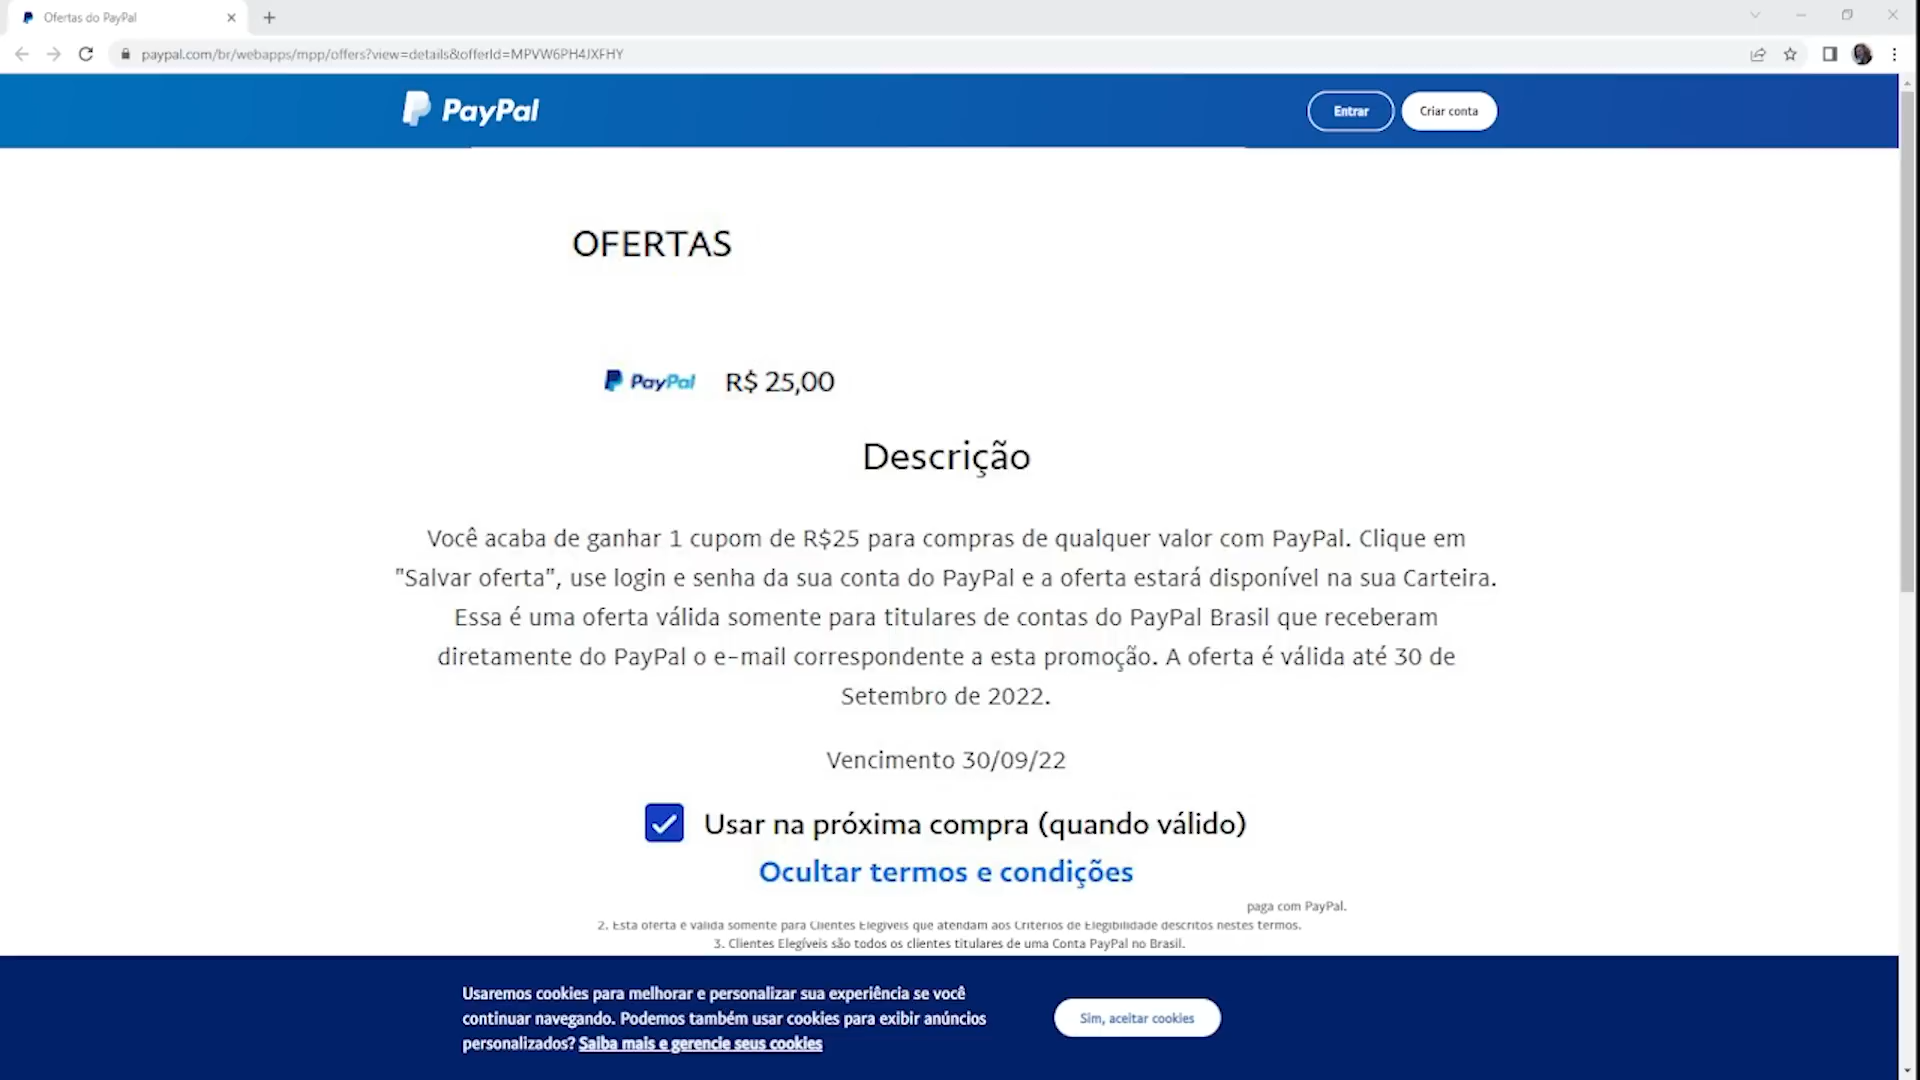 Ofertas do PayPal
paypal.com/br/webapps/mpp/offers?view=details&offerId=MPVW6PH4JXFHY
PayPal
Entrar
Criar conta
OFERTAS
PayPal R$ 25,00
Descrição
Você acaba de ganhar 1 cupom de R$25 para compras de qualquer valor com PayPal. Clique em
"Salvar oferta", use login e senha da sua conta do PayPal e a oferta estará disponível na sua Carteira.
Essa é uma oferta válida somente para titulares de contas do PayPal Brasil que receberam
diretamente do PayPal o e-mail correspondente a esta promoção. A oferta é válida até 30 de
Setembro de 2022.
Vencimento 30/09/22
Usar na próxima compra (quando válido)
Ocultar termos e condições
paga com PayPal.
2. Esta oferta é válida somente para Clientes Elegíveis que atendam aos Critérios de Elegibilidade descritos nestes termos.
3. Clientes Elegíveis são todos os clientes titulares de uma Conta PayPal no Brasil.
Usaremos cookies para melhorar e personalizar sua experiência se você
continuar navegando. Podemos também usar cookies para exibir anúncios
personalizados? Saiba mais e gerencie seus cookies
Sim, aceitar cookies